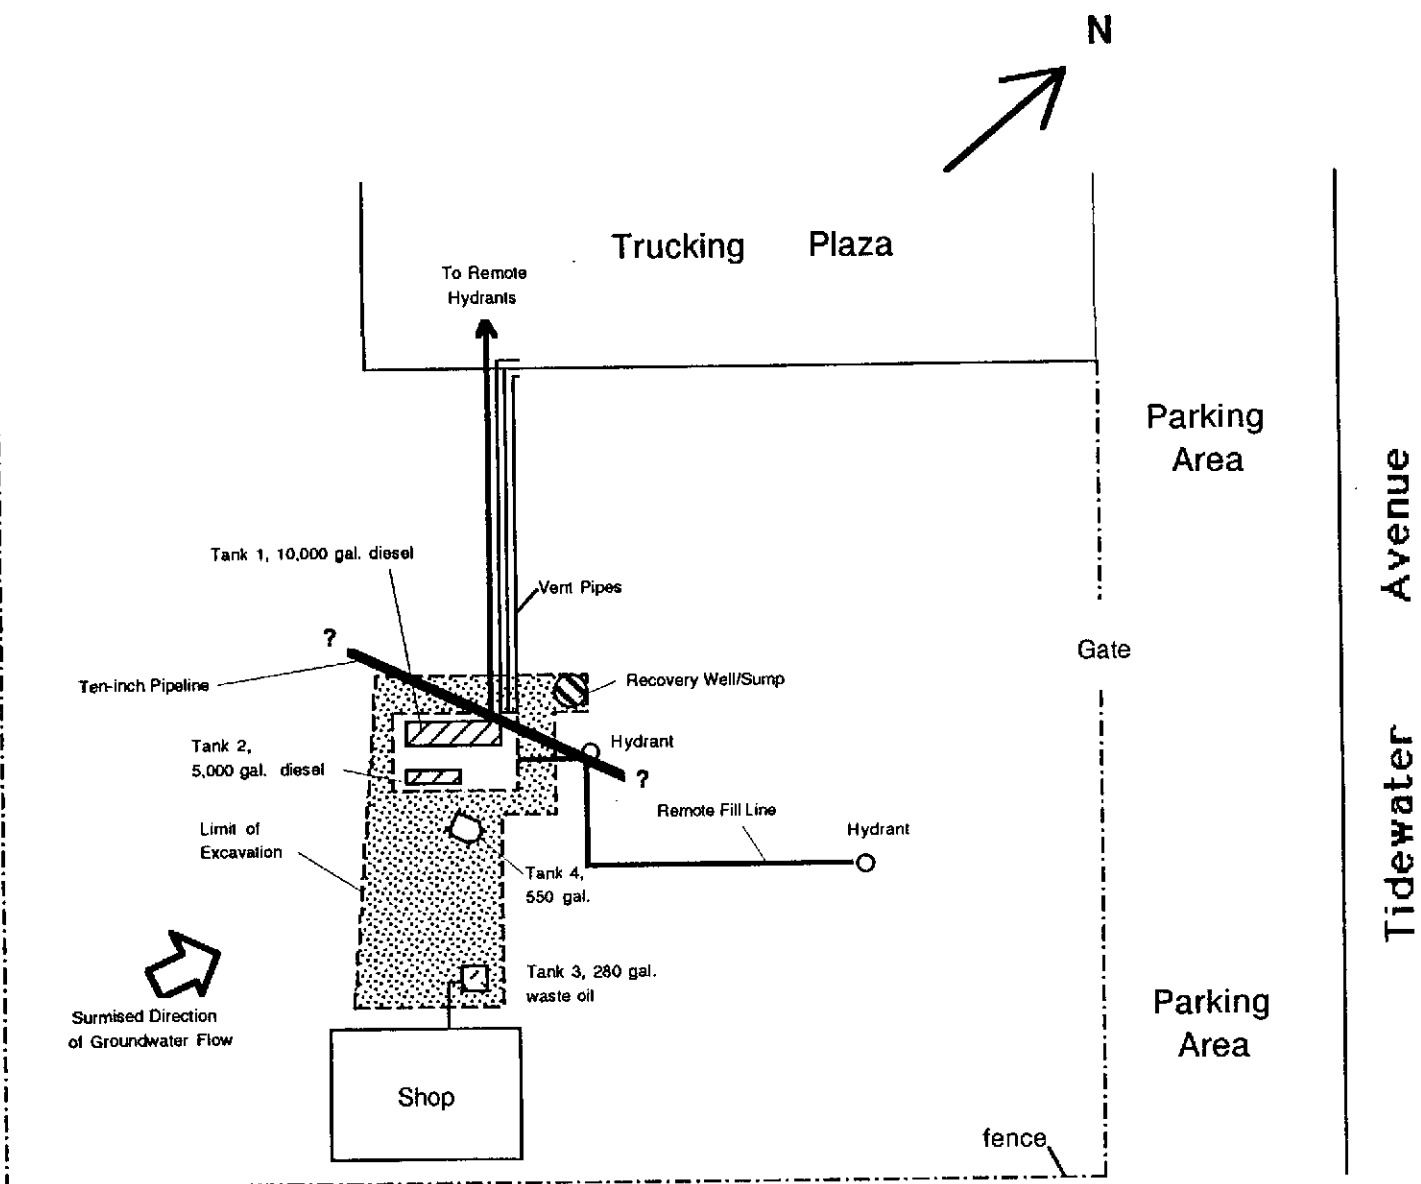 N
Trucking Plaza
To Remote
Hydrants
Parking
Area
Tidewater Avenue
Tank 1, 10,000 gal. diesel
Vent Pipes
?
Gate
Ten-inch Pipeline
Recovery Well/Sump
Hydrant
Tank 2,
5,000 gal. diesel
?
Remote Fill Line
Hydrant
Limit of
Excavation
Tank 4,
550 gal.
Tank 3, 280 gal.
waste oil
Surmised Direction
of Groundwater Flow
Parking
Area
Shop
fence